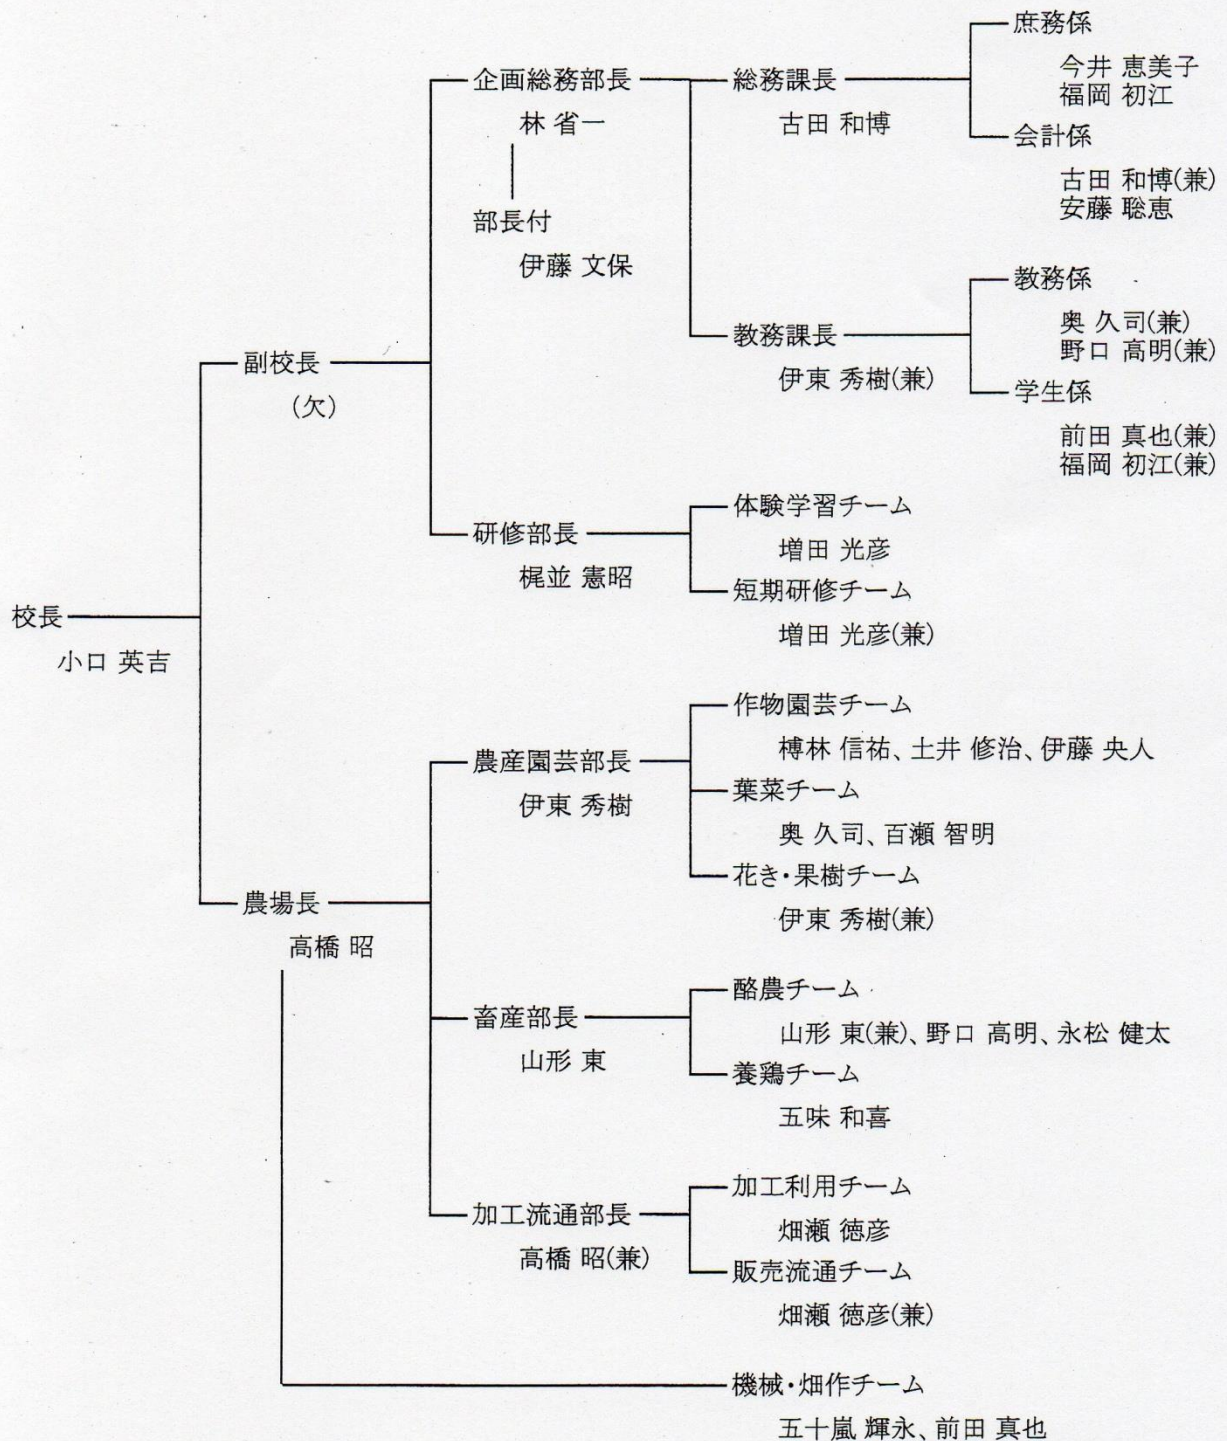 校長
小口 英吉
副校長
(欠)
企画総務部長
林 省一
部長付
伊藤 文保
総務課長
古田 和博
庶務係
今井 恵美子
福岡 初江
会計係
古田 和博(兼)
安藤 聡恵
教務課長
伊東 秀樹(兼)
教務係
奥 久司(兼)
野口 高明(兼)
学生係
前田 真也(兼)
福岡 初江(兼)
研修部長
梶並 憲昭
体験学習チーム
増田 光彦
短期研修チーム
増田 光彦(兼)
農場長
高橋 昭
農産園芸部長
伊東 秀樹
作物園芸チーム
榑林 信祐、土井 修治、伊藤 央人
葉菜チーム
奥 久司、百瀬 智明
花き・果樹チーム
伊東 秀樹(兼)
畜産部長
山形 東
酪農チーム
山形 東(兼)、野口 高明、永松 健太
養鶏チーム
五味 和喜
加工流通部長
高橋 昭(兼)
加工利用チーム
畑瀬 徳彦
販売流通チーム
畑瀬 徳彦(兼)
機械・畑作チーム
五十嵐 輝永、前田 真也